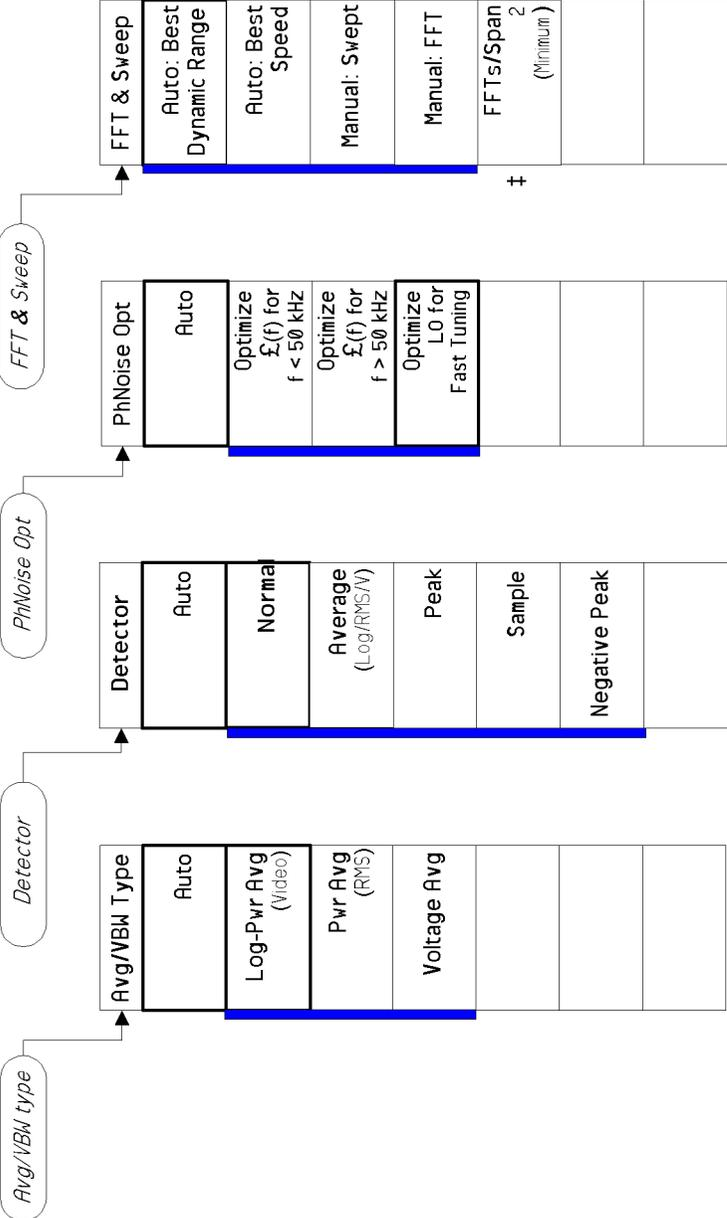 Avg/VBW type
Avg/VBW Type
Auto
Log-Pwr Avg
(Video)
Pwr Avg
(RMS)
Voltage Avg
Detector
Detector
Auto
Normal
Average
(Log/RMS/V)
Peak
Sample
Negative Peak
PhNoise Opt
PhNoise Opt
Auto
Optimize
£(f) for
f < 50 kHz
Optimize
£(f) for
f > 50 kHz
Optimize
LO for
Fast Tuning
FFT & Sweep
FFT & Sweep
Auto: Best
Dynamic Range
Auto: Best
Speed
Manual: Swept
Manual: FFT
‡ FFTs/Span
2
(Minimum)